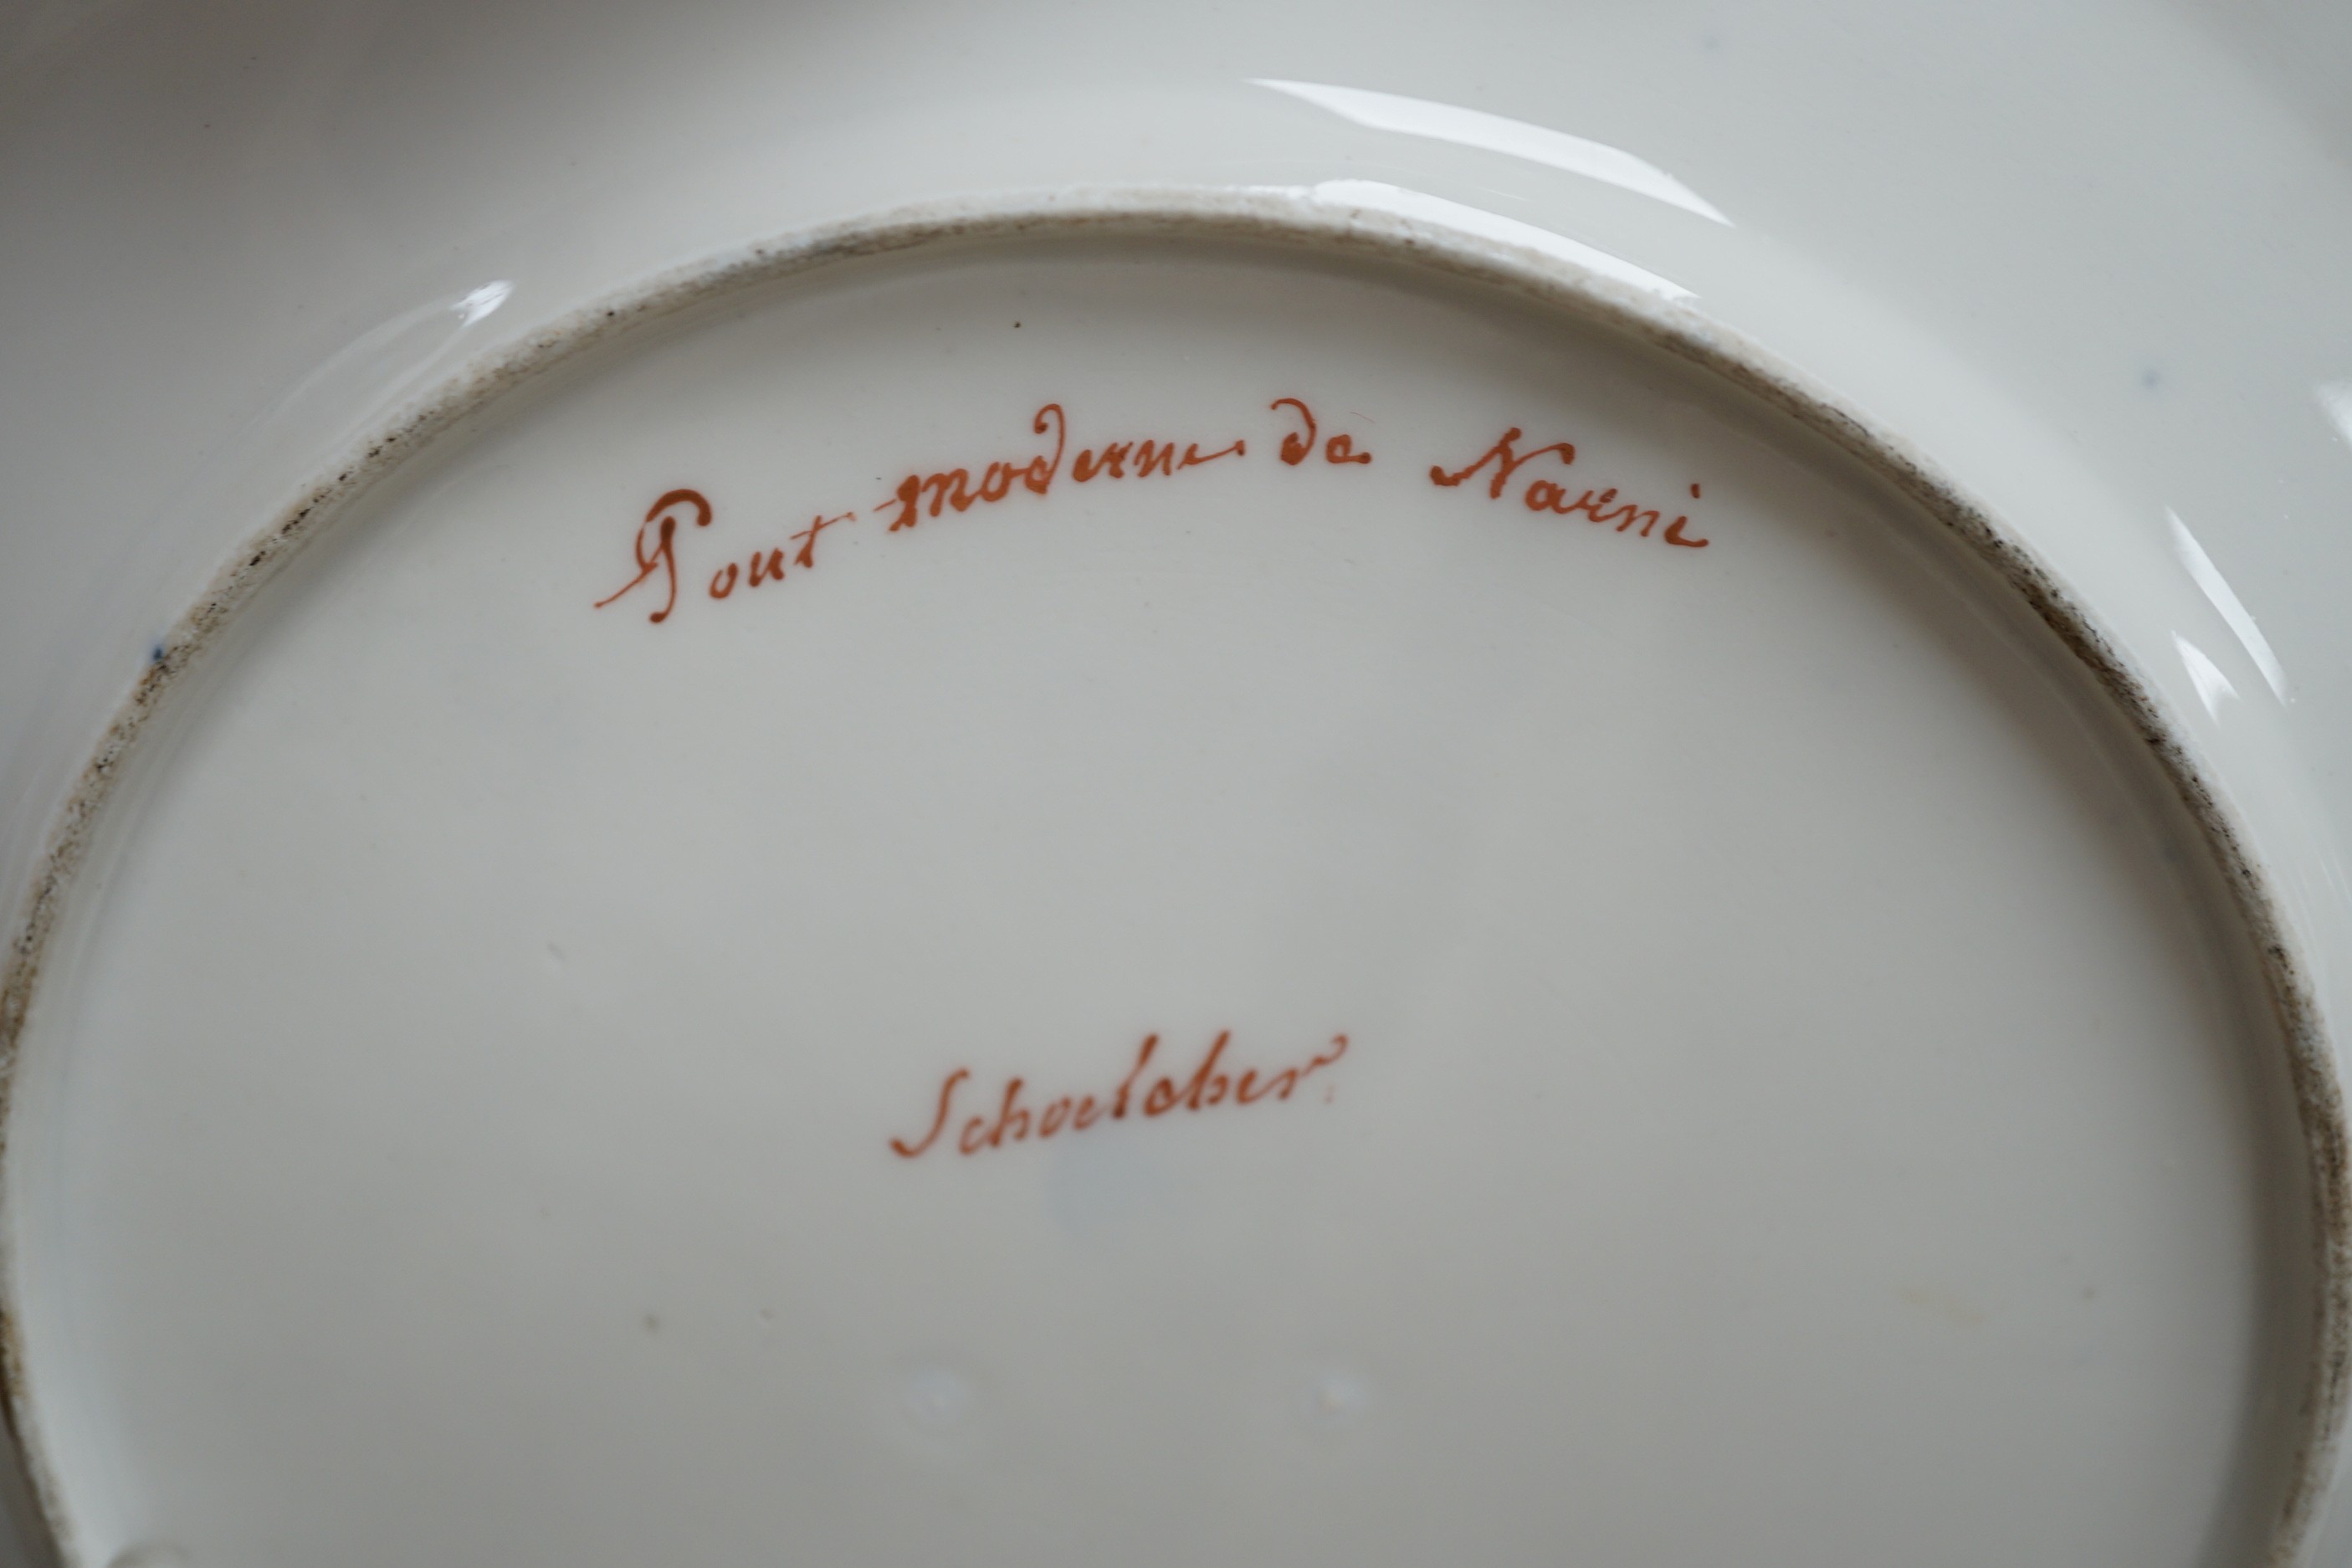 Pont moderne de Narni
Schoelcher